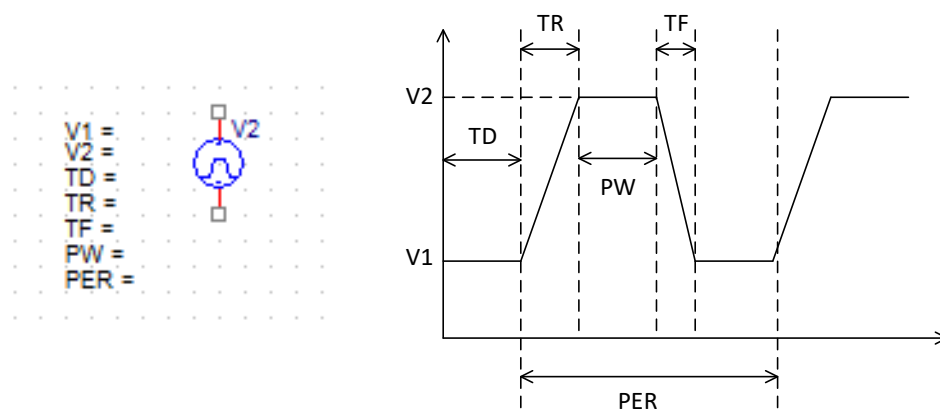 V1 =
V2 =
TD =
TR =
TF =
PW =
PER =
V2
TR
TF
V2
TD
PW
V1
PER